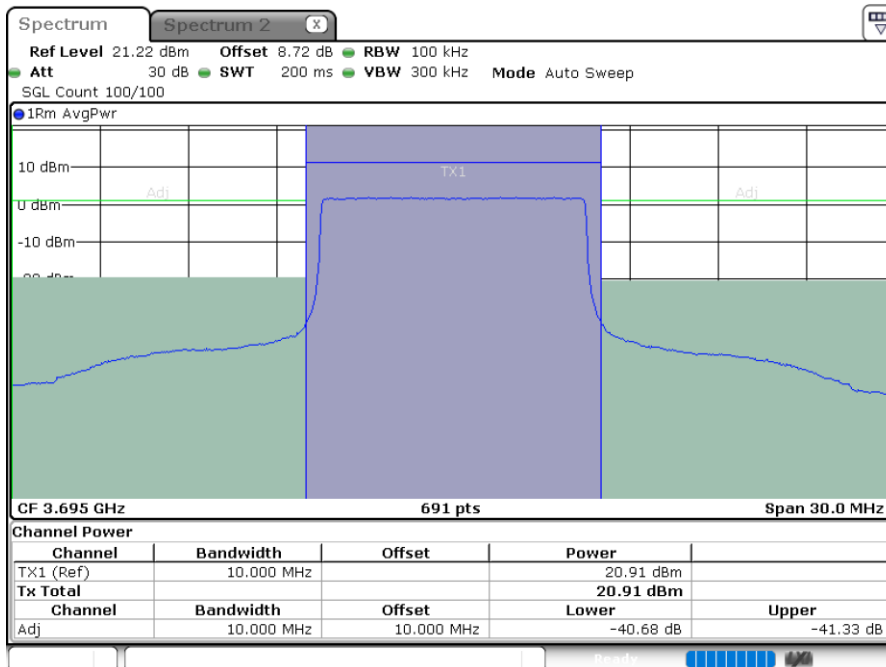 Spectrum Spectrum 2 X
Ref Level 21.22 dBm Offset 8.72 dB RBW 100 kHz
Att 30 dB SWT 200 ms VBW 300 kHz Mode Auto Sweep
SGL Count 100/100
1Rm AvgPwr
10 dBm
TX1
Adj Adj
0 dBm
-10 dBm
CF 3.695 GHz 691 pts Span 30.0 MHz
Channel Power
Channel Bandwidth Offset Power
TX1 (Ref) 10.000 MHz 20.91 dBm
Tx Total 20.91 dBm
Channel Bandwidth Offset Lower Upper
Adj 10.000 MHz 10.000 MHz -40.68 dB -41.33 dB
Ready